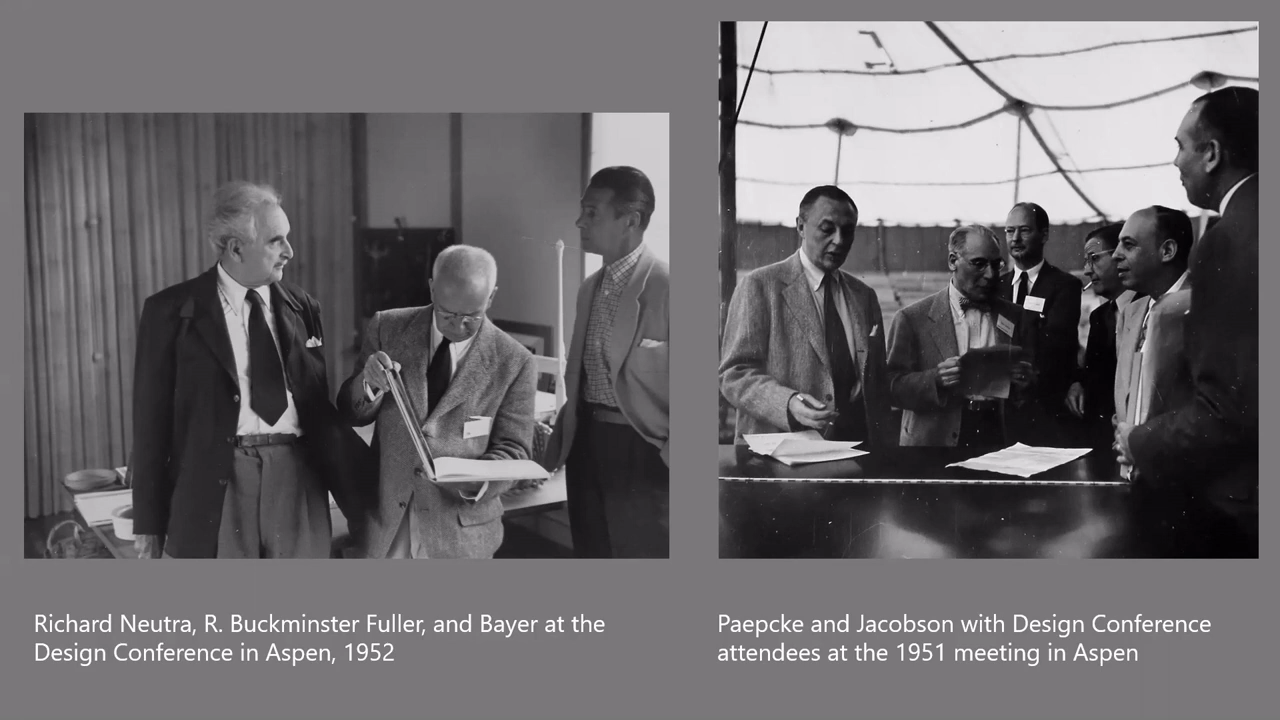 Richard Neutra, R. Buckminster Fuller, and Bayer at the
Design Conference in Aspen, 1952
Paepcke and Jacobson with Design Conference
attendees at the 1951 meeting in Aspen